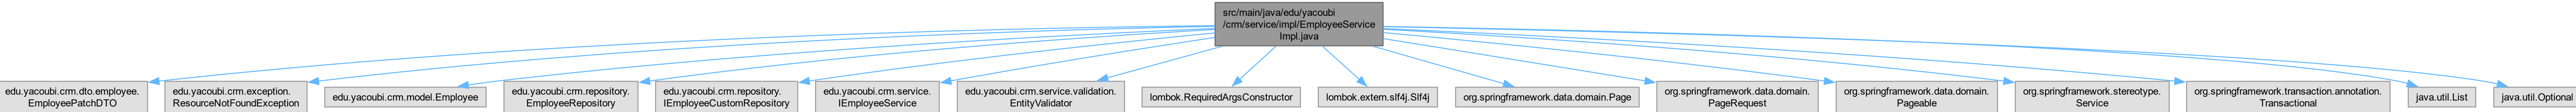 src/main/java/edu/yacoubi
/crm/service/impl/EmployeeService
Impl.java
edu.yacoubi.crm.dto.employee.
EmployeePatchDTO
edu.yacoubi.crm.exception.
ResourceNotFoundException
edu.yacoubi.crm.model.Employee
edu.yacoubi.crm.repository.
EmployeeRepository
edu.yacoubi.crm.repository.
IEmployeeCustomRepository
edu.yacoubi.crm.service.
IEmployeeService
edu.yacoubi.crm.service.validation.
EntityValidator
lombok.RequiredArgsConstructor
lombok.extern.slf4j.Slf4j
org.springframework.data.domain.Page
org.springframework.data.domain.
PageRequest
org.springframework.data.domain.
Pageable
org.springframework.stereotype.
Service
org.springframework.transaction.annotation.
Transactional
java.util.List
java.util.Optional